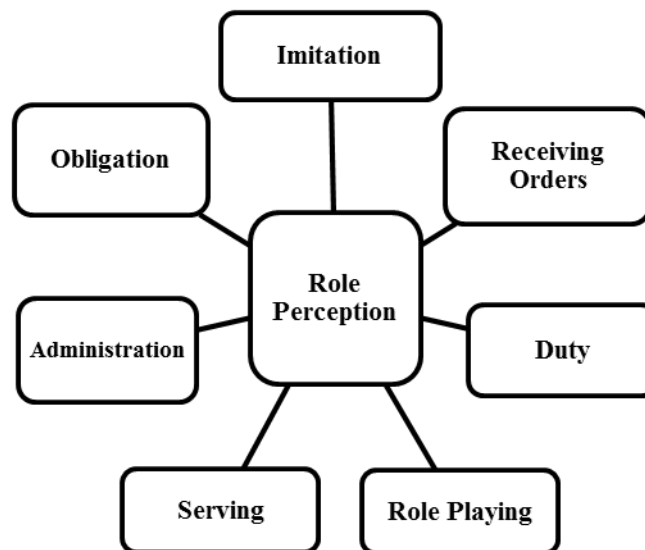 Imitation
Obligation
Receiving
Orders
Role
Perception
Administration
Duty
Serving
Role Playing